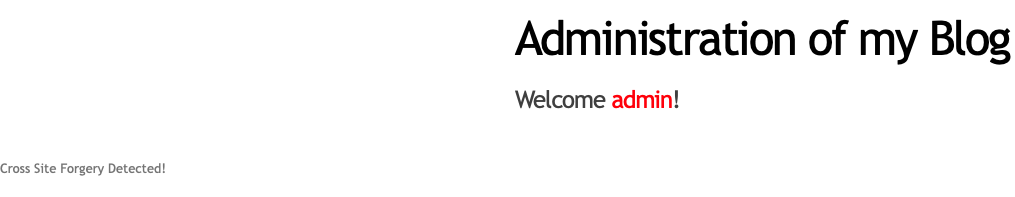 Administration of my Blog
Welcome admin!
Cross Site Forgery Detected!